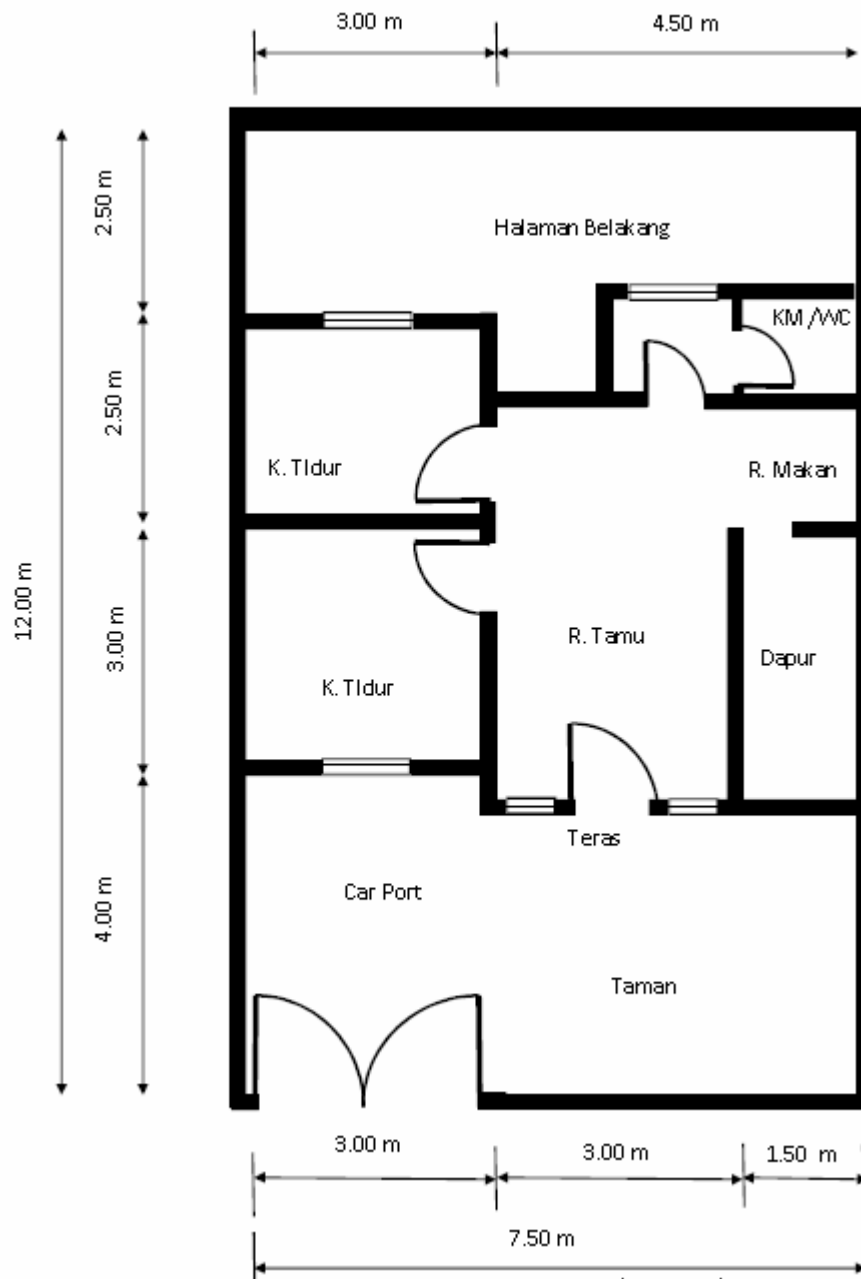 3.00 m
4.50 m
2.50 m
Halaman Belakang
KM /WC
2.50 m
K. TIdur
R. Makan
12.00 m
3.00 m
R. Tamu
Dapur
K. TIdur
Teras
4.00 m
Car Port
Taman
3.00 m
3.00 m
1.50 m
7.50 m